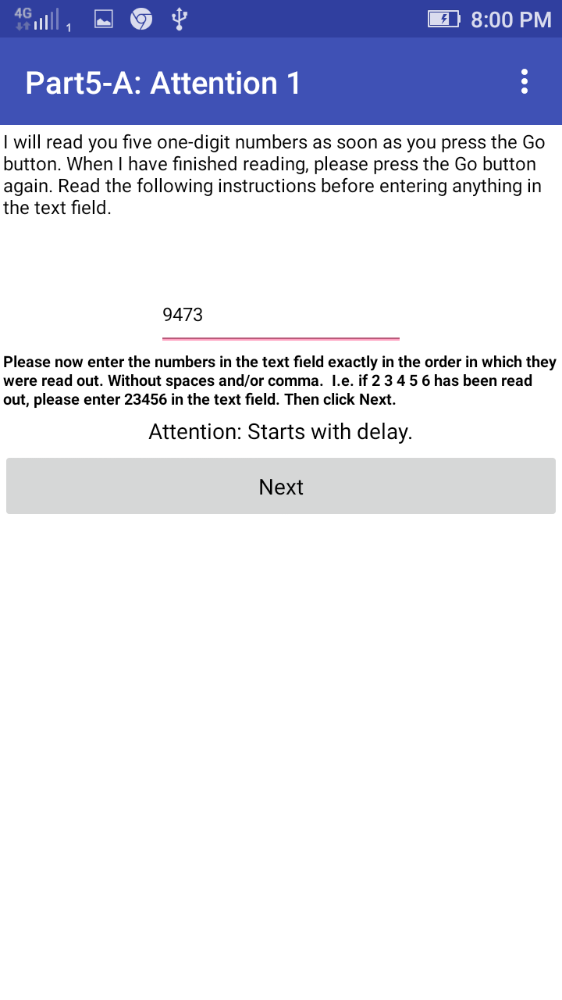 4G 1 8:00 PM
Part5-A: Attention 1
I will read you five one-digit numbers as soon as you press the Go
button. When I have finished reading, please press the Go button
again. Read the following instructions before entering anything in
the text field.
9473
Please now enter the numbers in the text field exactly in the order in which they
were read out. Without spaces and/or comma.  I.e. if 2 3 4 5 6 has been read
out, please enter 23456 in the text field. Then click Next.
Attention: Starts with delay.
Next